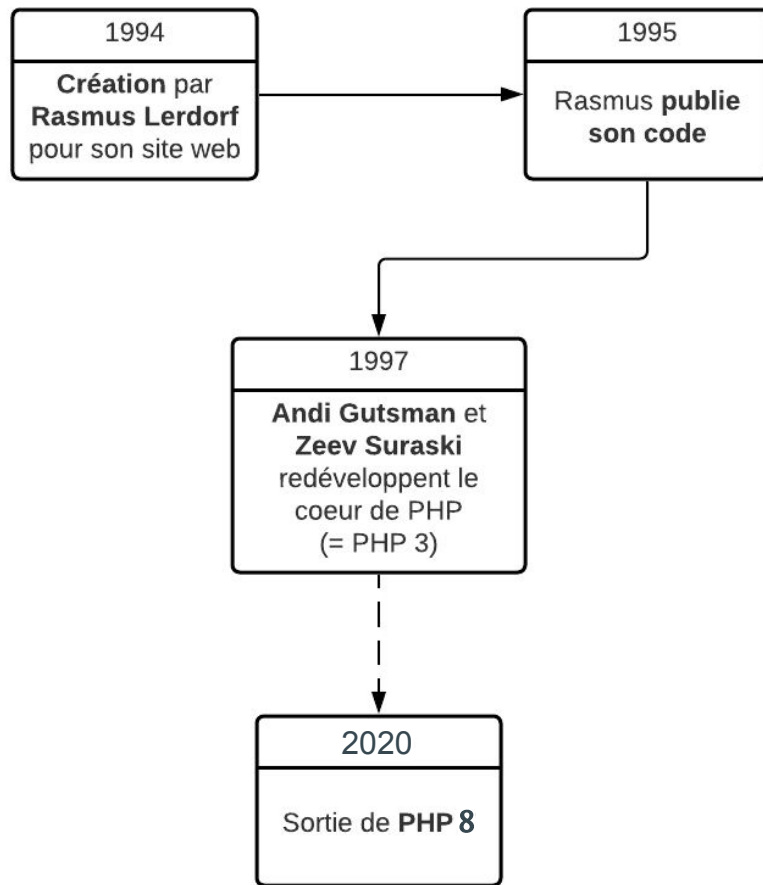 1994
Création par
Rasmus Lerdorf
pour son site web
1995
Rasmus publie
son code
1997
Andi Gutsman et
Zeev Suraski
redéveloppent le
coeur de PHP
(= PHP 3)
2020
Sortie de PHP 8